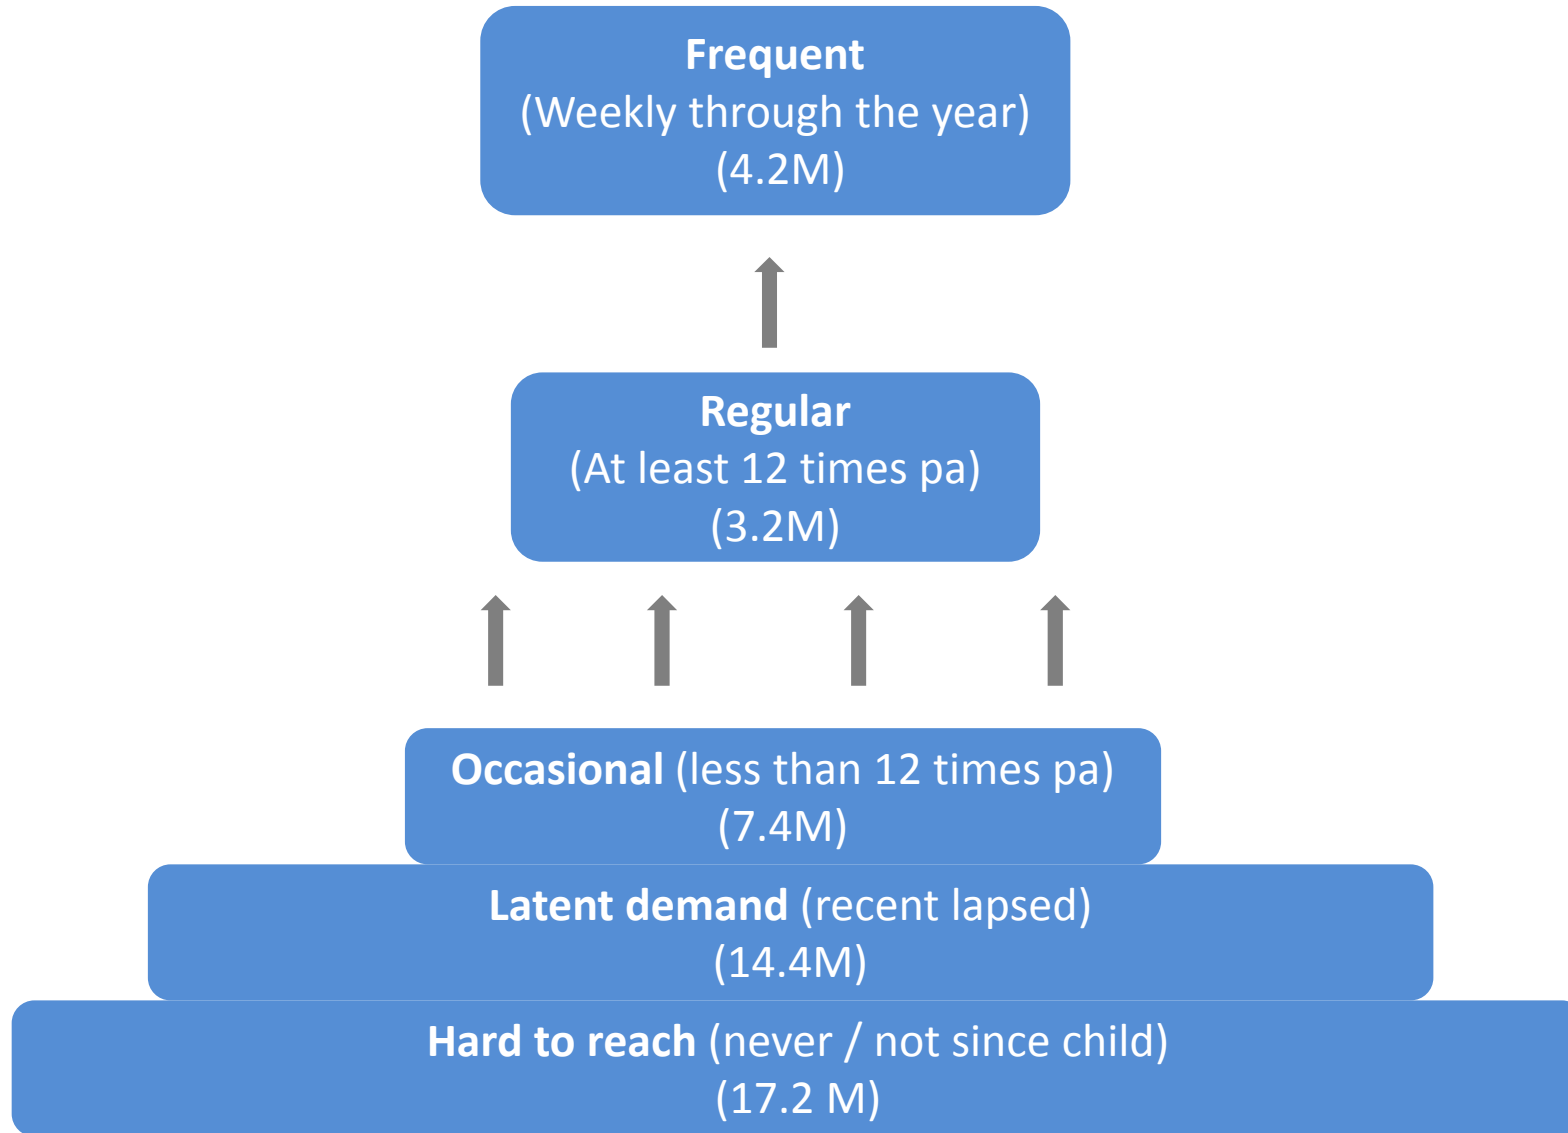 Frequent
(Weekly through the year)
(4.2M)
Regular
(At least 12 times pa)
(3.2M)
Occasional (less than 12 times pa)
(7.4M)
Latent demand (recent lapsed)
(14.4M)
Hard to reach (never / not since child)
(17.2 M)